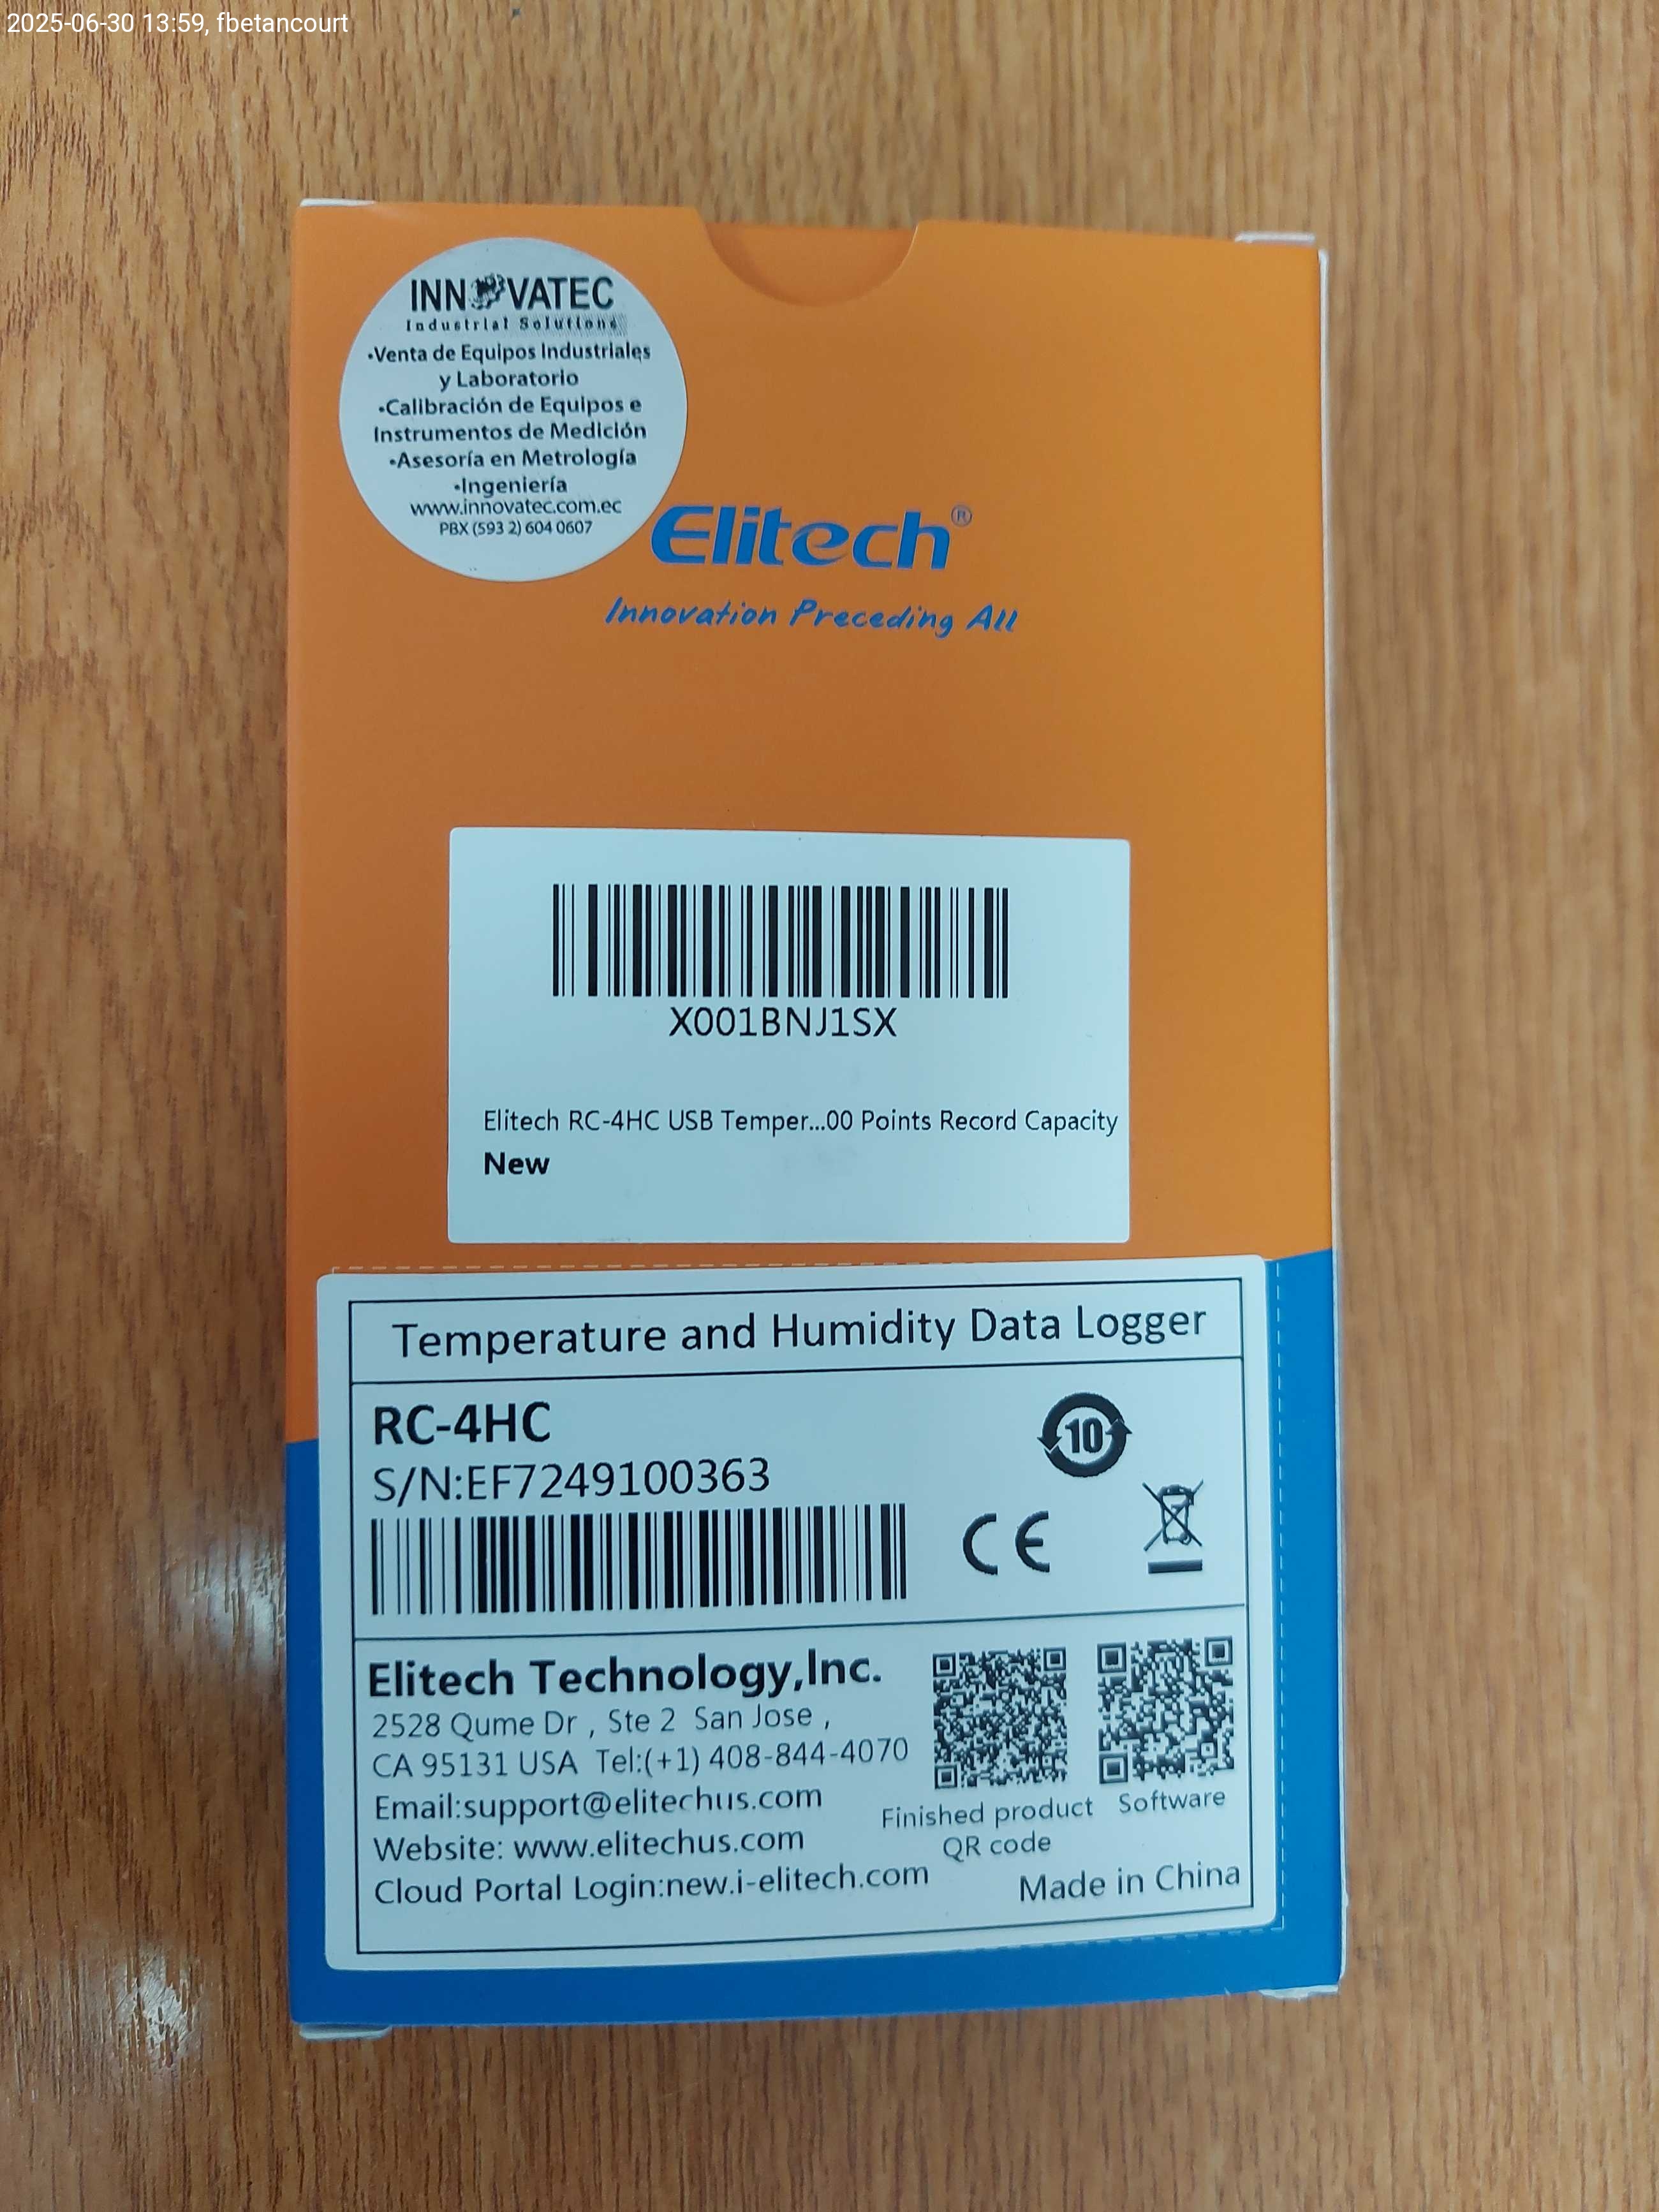 2025-06-30 13:59, fbetancourt
INNOVATEC
Industrial Solutions
•Venta de Equipos Industriales
y Laboratorio
•Calibración de Equipos e
Instrumentos de Medición
•Asesoría en Metrología
•Ingeniería
www.innovatec.com.ec
PBX (593 2) 604 0607
Elitech®
Innovation Preceding All
X001BNJ1SX
Elitech RC-4HC USB Temper...00 Points Record Capacity
New
Temperature and Humidity Data Logger
RC-4HC
10
S/N:EF7249100363
CE
Elitech Technology,Inc.
2528 Qume Dr , Ste 2 San Jose ,
CA 95131 USA Tel:(+1) 408-844-4070
Email:support@elitechus.com
Website: www.elitechus.com
Cloud Portal Login:new.i-elitech.com
Finished product
QR code
Software
Made in China